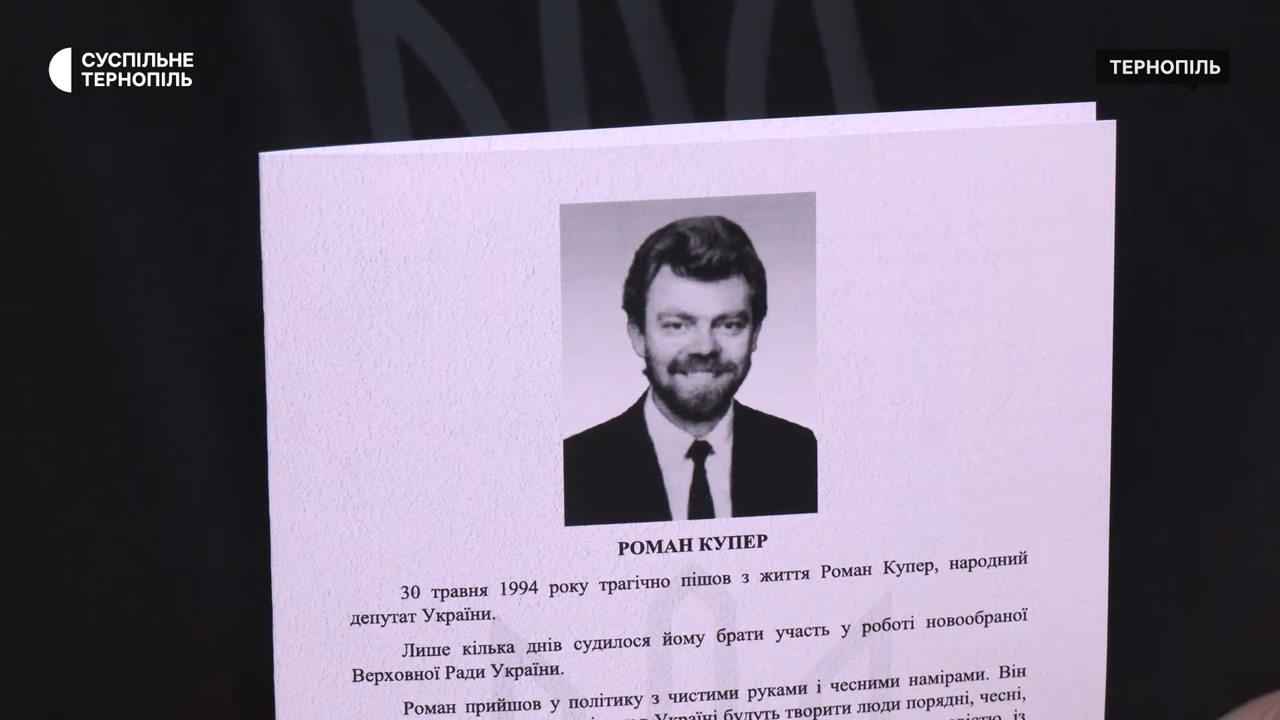 СУСПІЛЬНЕ
ТЕРНОПІЛЬ
ТЕРНОПІЛЬ
РОМАН КУПЕР
30 травня 1994 року трагічно пішов з життя Роман Купер, народний
депутат України.
Лише кілька днів судилося йому брати участь у роботі новообраної
Верховної Ради України.
Роман прийшов у політику з чистими руками і чесними намірами. Він
Україні будуть творити люди порядні, чесні,
із